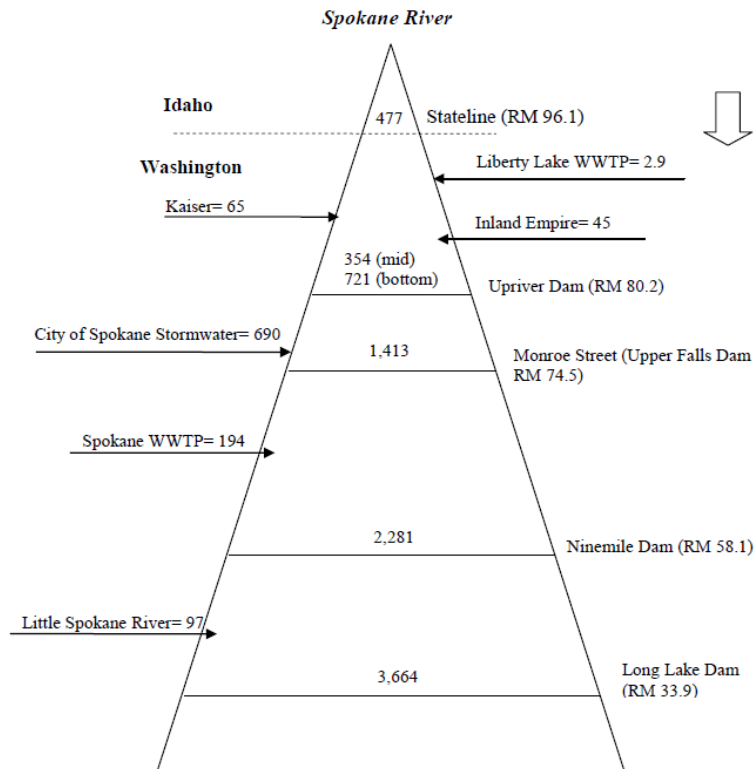 Spokane River
Idaho
477
Stateline (RM 96.1)
Washington
Liberty Lake WWTP= 2.9
Kaiser= 65
Inland Empire= 45
354 (mid)
721 (bottom)
Upriver Dam (RM 80.2)
City of Spokane Stormwater= 690
1,413
Monroe Street (Upper Falls Dam
RM 74.5)
Spokane WWTP= 194
2,281
Ninemile Dam (RM 58.1)
Little Spokane River= 97
3,664
Long Lake Dam
(RM 33.9)